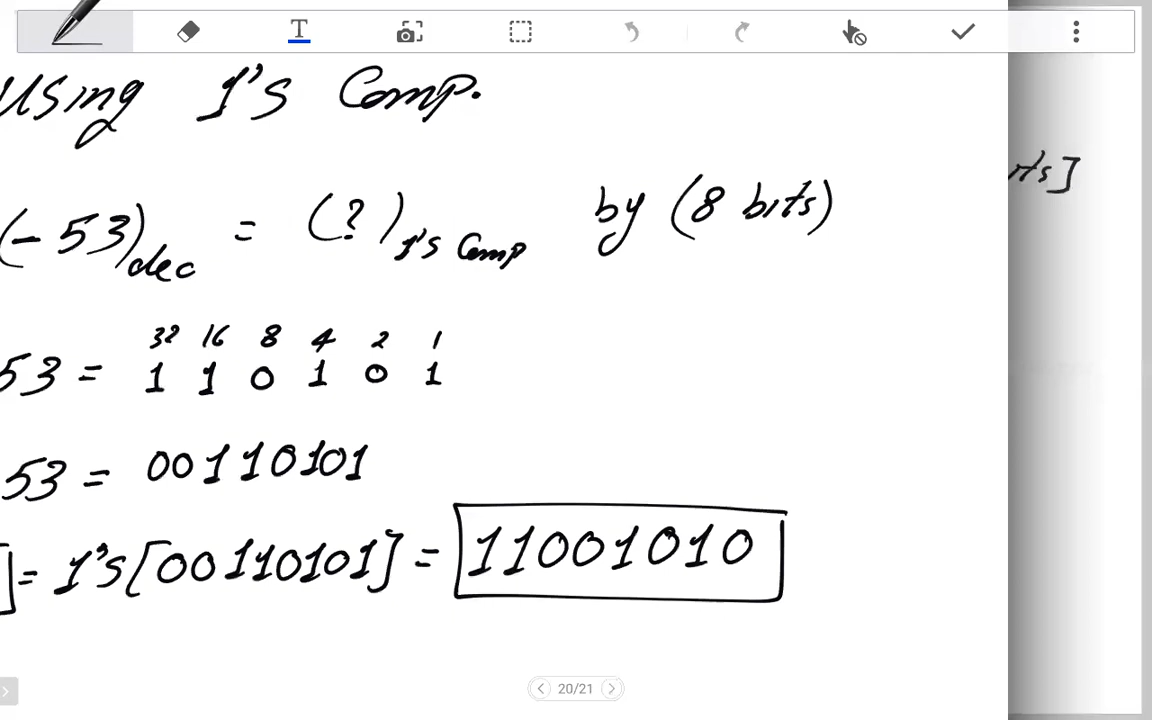 Using 1's Comp.
(-53)dec = (?)1's Comp by (8 bits)
32 16 8 4 2 1
53 = 1 1 0 1 0 1
53 = 00110101
] = 1's[00110101] = 11001010
20/21